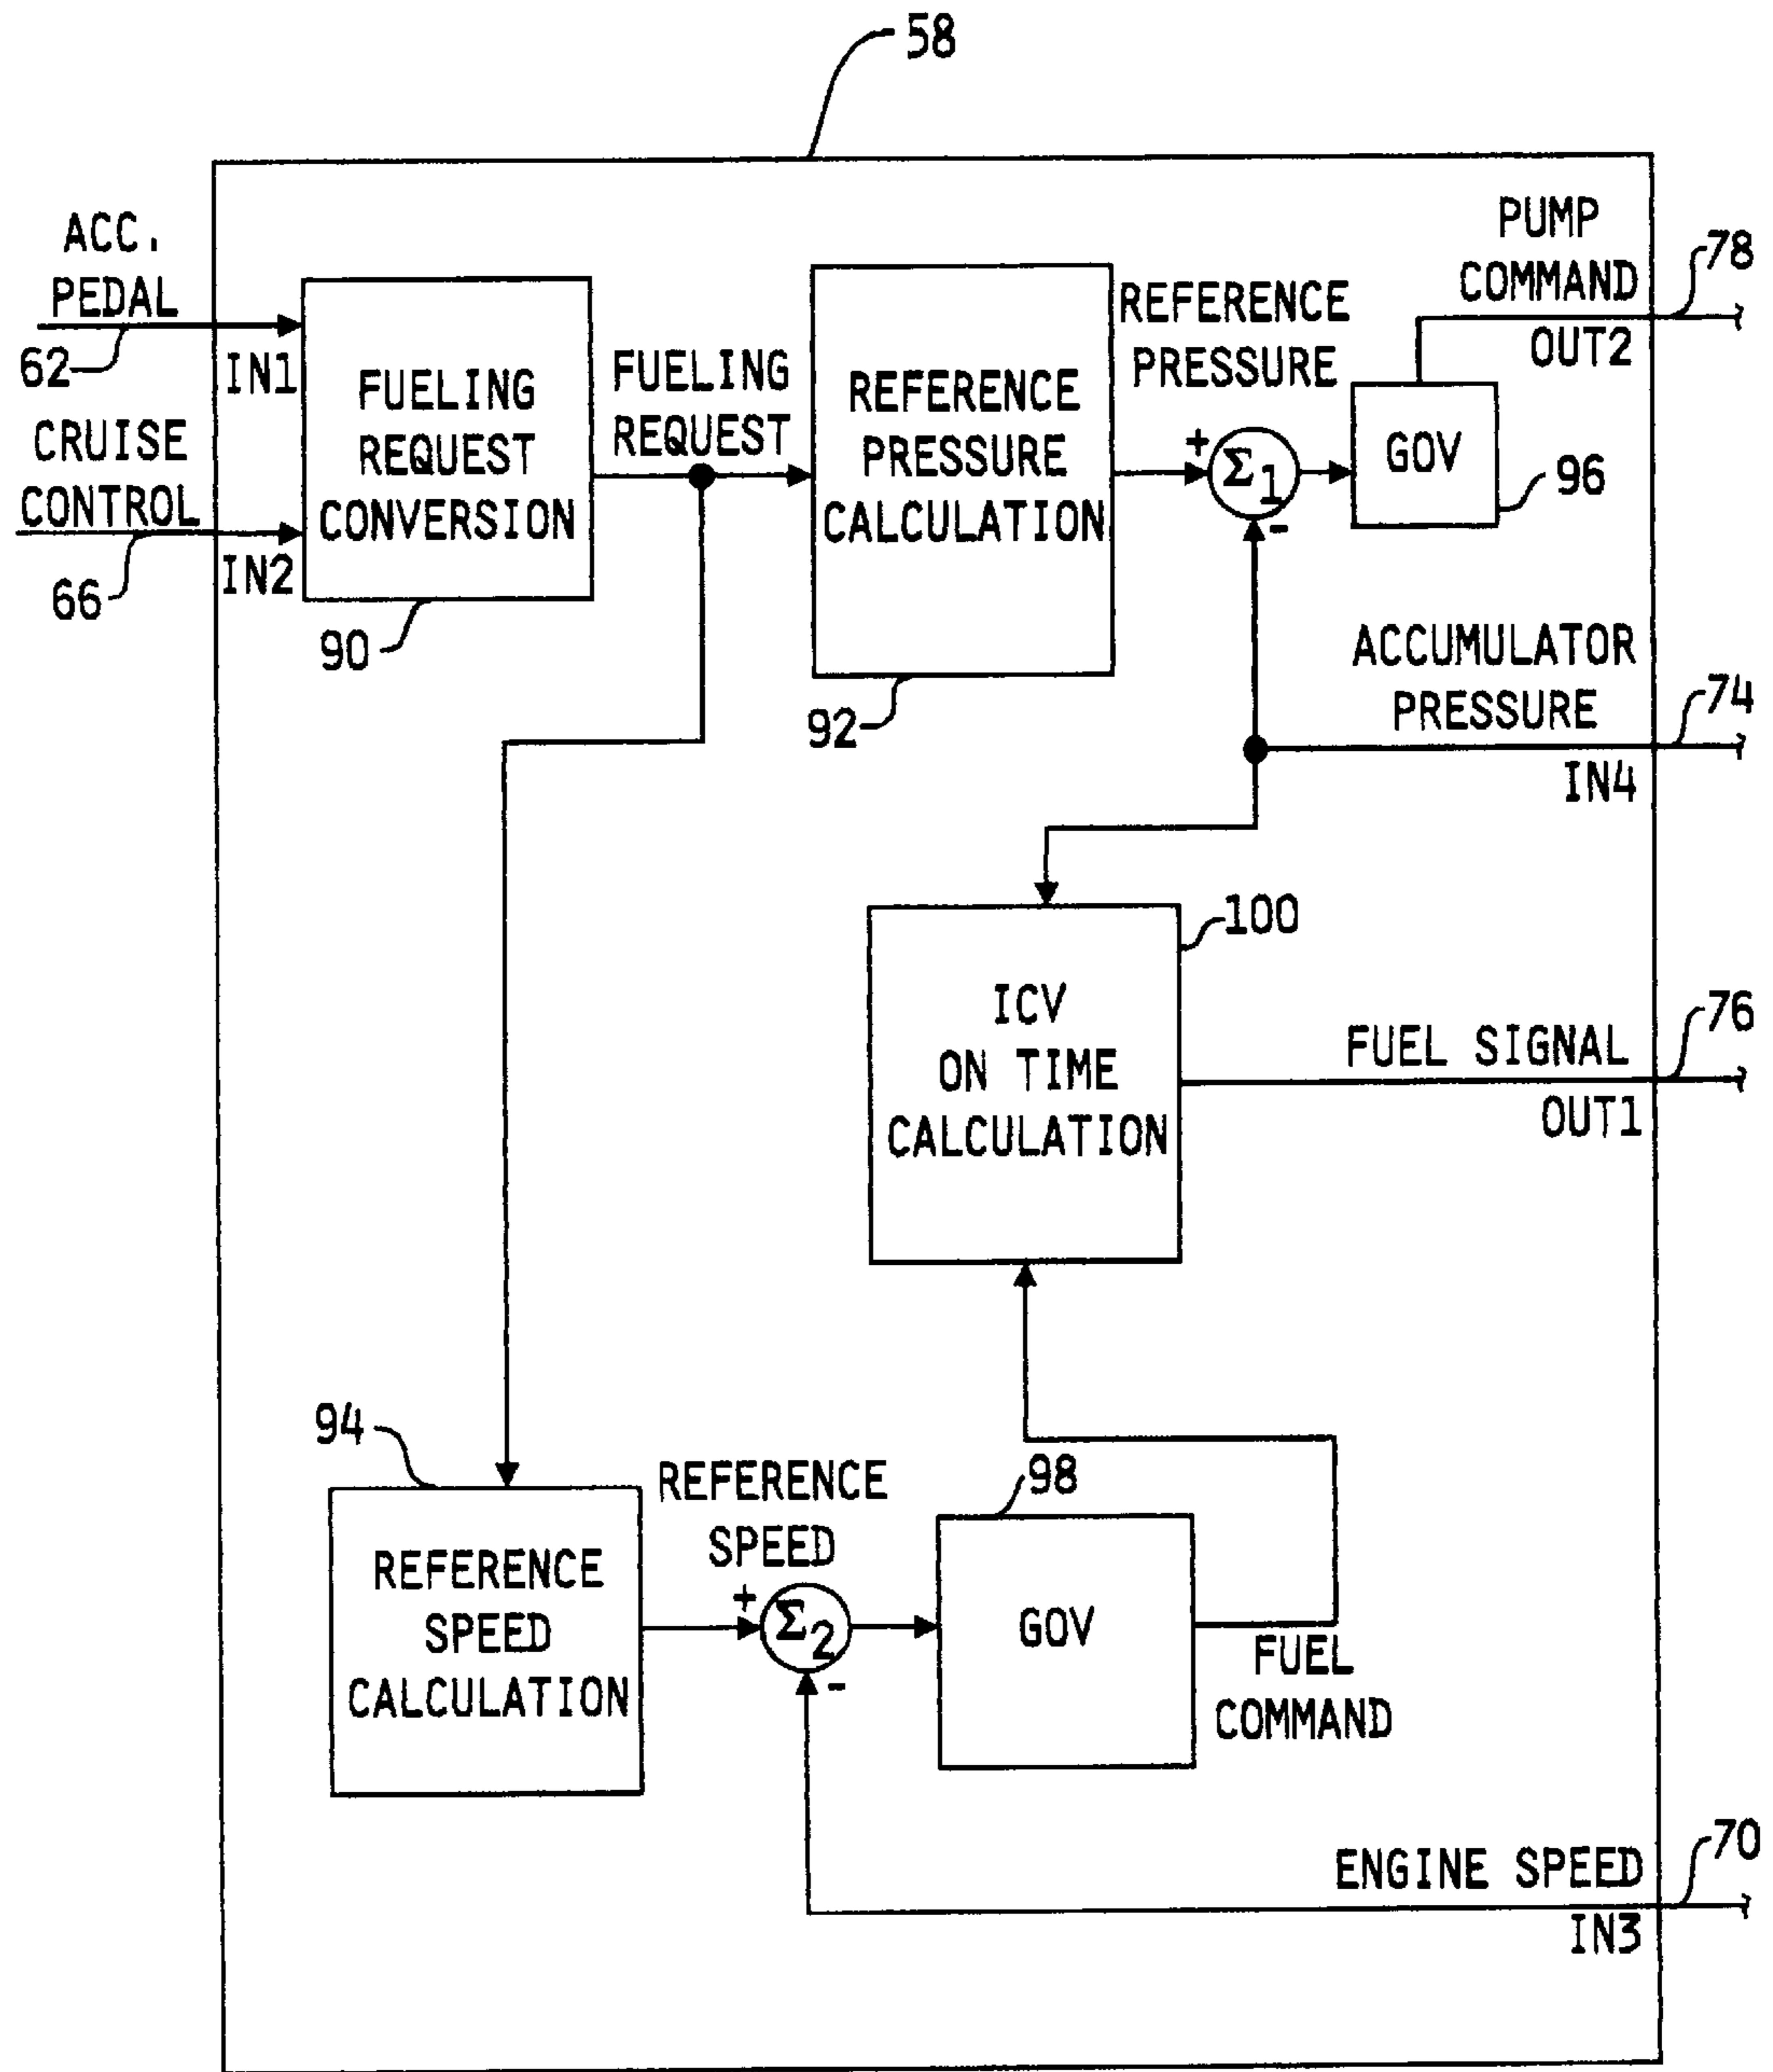 58
ACC.
PEDAL
62
IN1
CRUISE
CONTROL
66
IN2
FUELING
REQUEST
CONVERSION
90
FUELING
REQUEST
REFERENCE
PRESSURE
CALCULATION
92
REFERENCE
PRESSURE
+
Σ1
-
GOV
96
PUMP
COMMAND
78
OUT2
ACCUMULATOR
PRESSURE
74
IN4
ICV
ON TIME
CALCULATION
100
FUEL SIGNAL
76
OUT1
94
REFERENCE
SPEED
CALCULATION
REFERENCE
SPEED
+
Σ2
-
98
GOV
FUEL
COMMAND
ENGINE SPEED
70
IN3